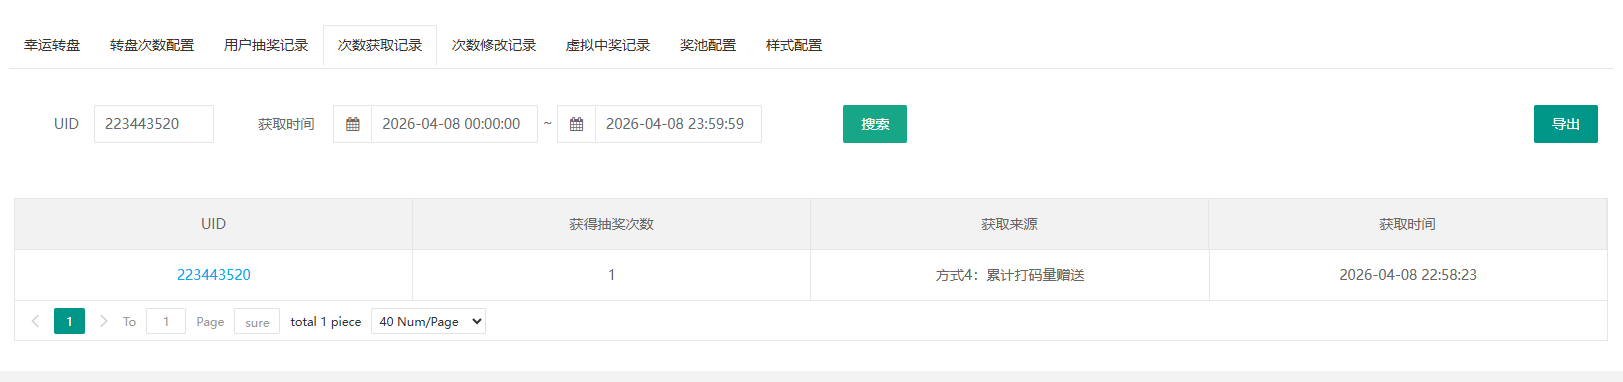 幸运转盘 转盘次数配置 用户抽奖记录 次数获取记录 次数修改记录 虚拟中奖记录 奖池配置 样式配置
UID 223443520 获取时间 2026-04-08 00:00:00 ~ 2026-04-08 23:59:59 搜索 导出
UID 获得抽奖次数 获取来源 获取时间
223443520 1 方式4：累计打码量赠送 2026-04-08 22:58:23
1 To 1 Page sure total 1 piece 40 Num/Page